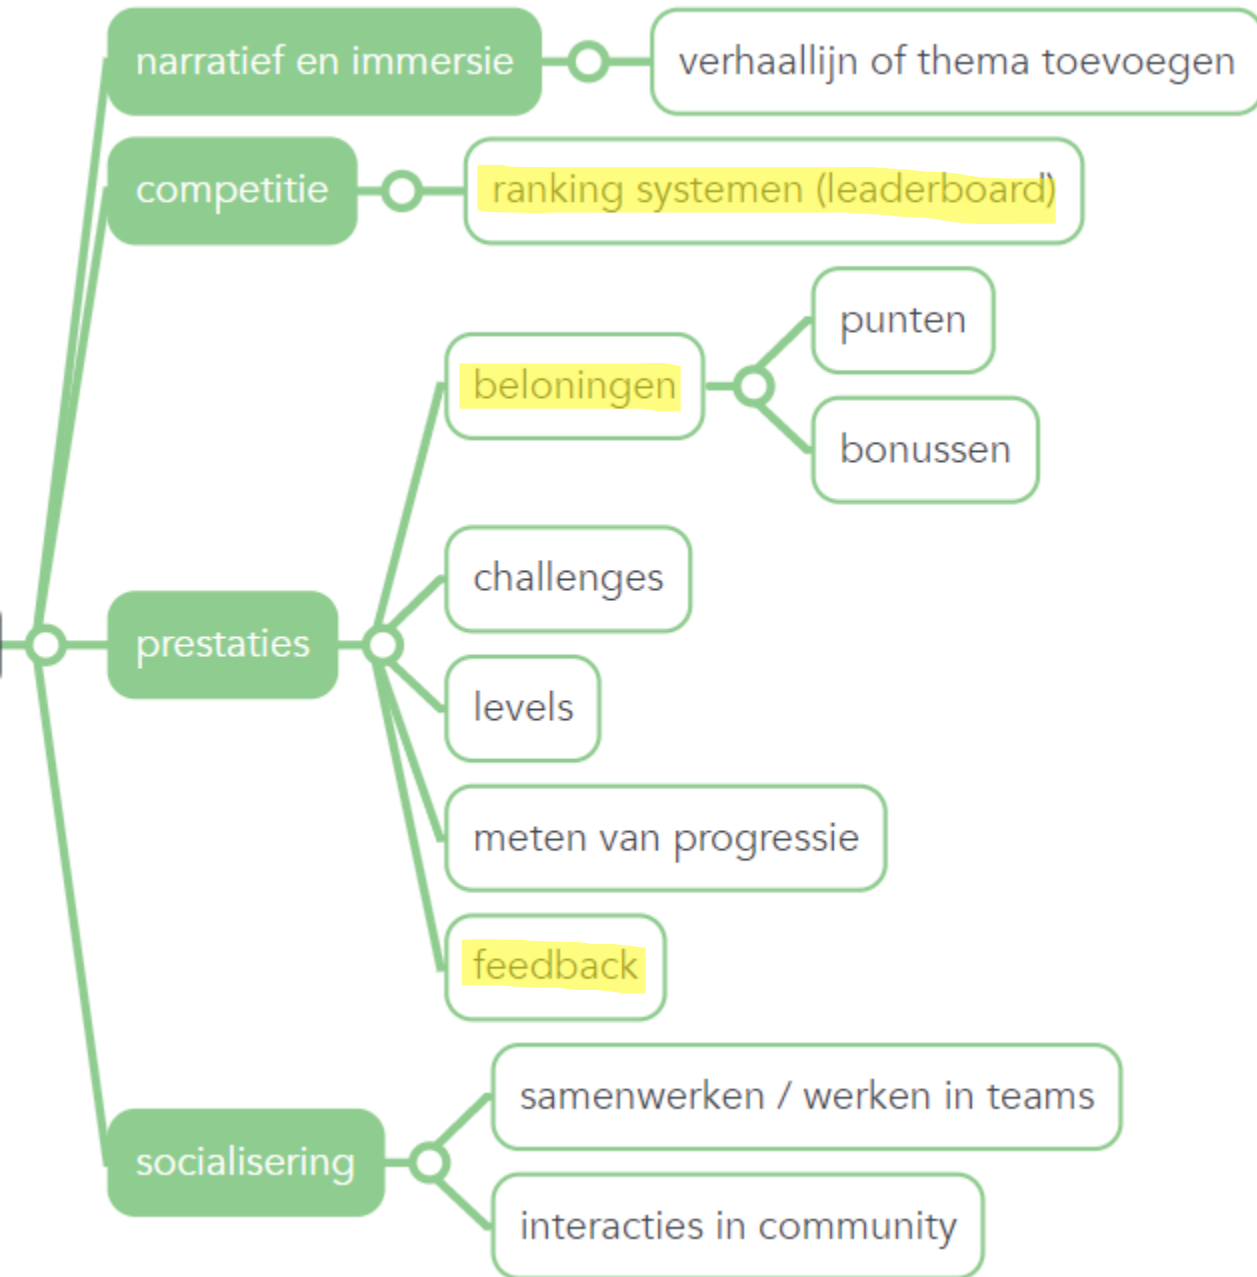 narratief en immersie
verhaallijn of thema toevoegen
competitie
ranking systemen (leaderboard)
prestaties
beloningen
punten
bonussen
challenges
levels
meten van progressie
feedback
socialisering
samenwerken / werken in teams
interacties in community